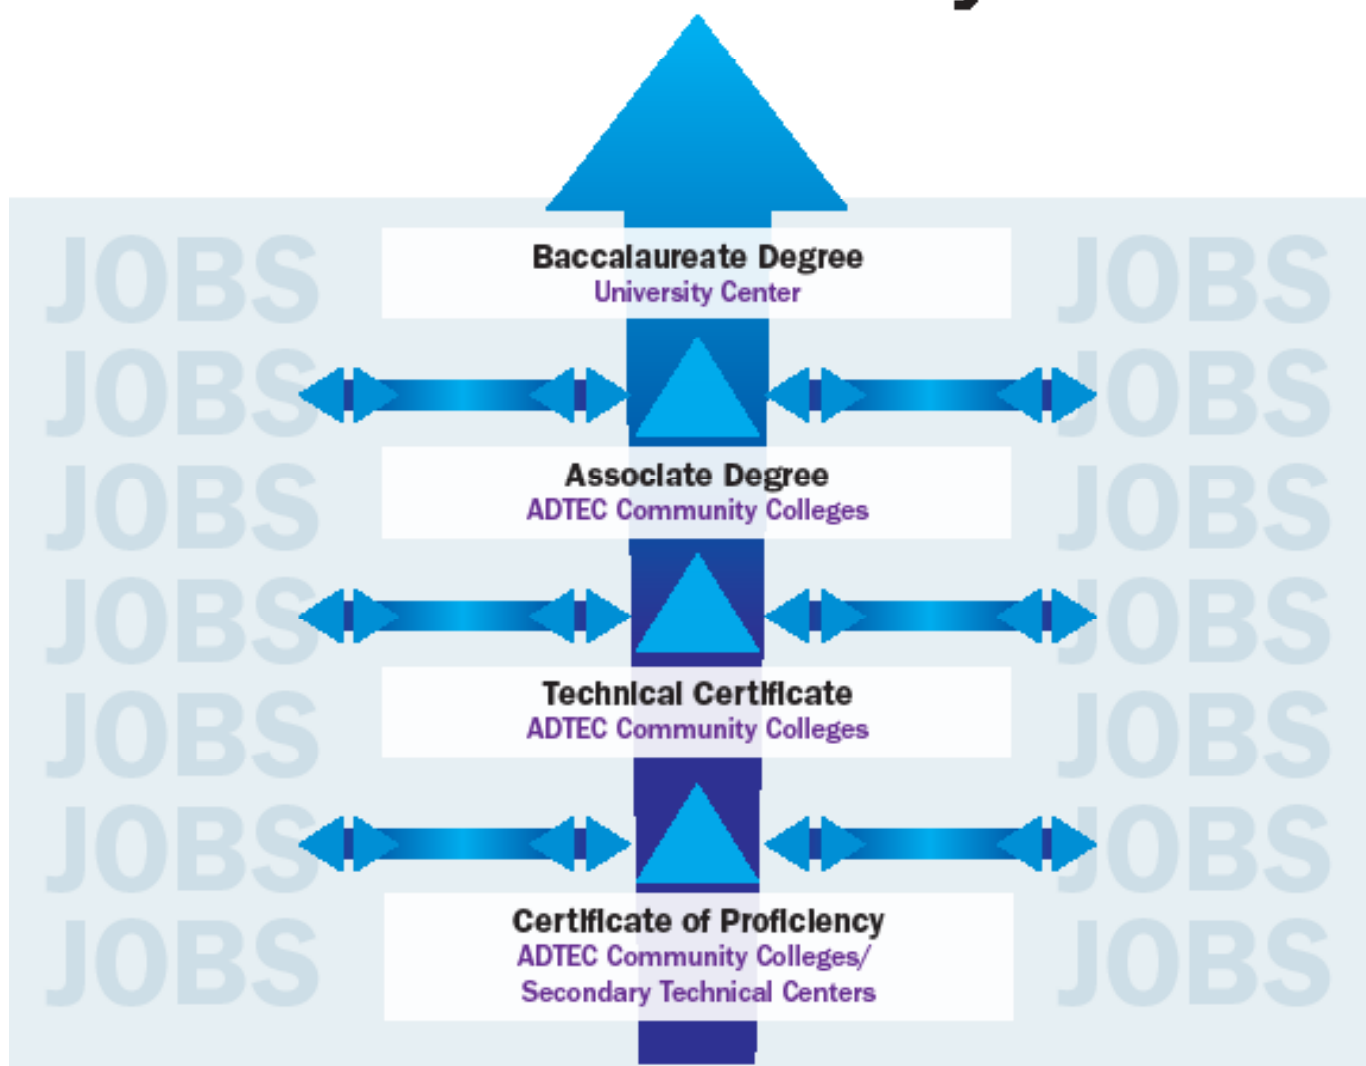 JOBS JOBS
Baccalaureate Degree
University Center
JOBS JOBS
Associate Degree
ADTEC Community Colleges
JOBS JOBS
JOBS JOBS
Technical Certificate
ADTEC Community Colleges
JOBS JOBS
JOBS JOBS
Certificate of Proficiency
ADTEC Community Colleges/
Secondary Technical Centers
JOBS JOBS